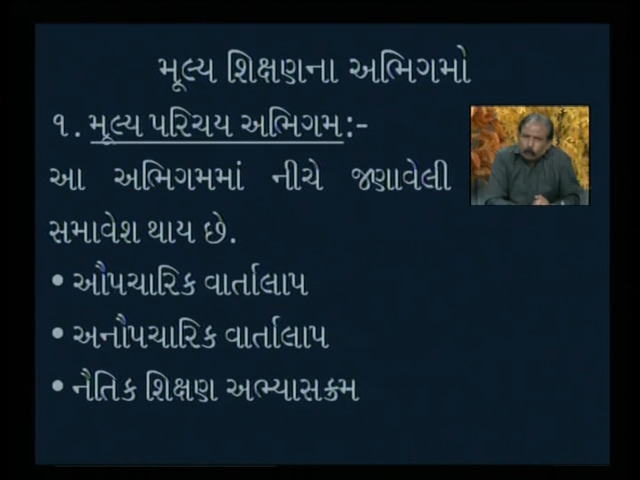 મૂલ્ય શિક્ષણના અભિગમો
૧. મૂલ્ય પરિચય અભિગમ:-
આ અભિગમમાં નીચે જણાવેલી
સમાવેશ થાય છે.
• ઔપચારિક વાર્તાલાપ
• અનૌપચારિક વાર્તાલાપ
• નૈતિક શિક્ષણ અભ્યાસક્રમ